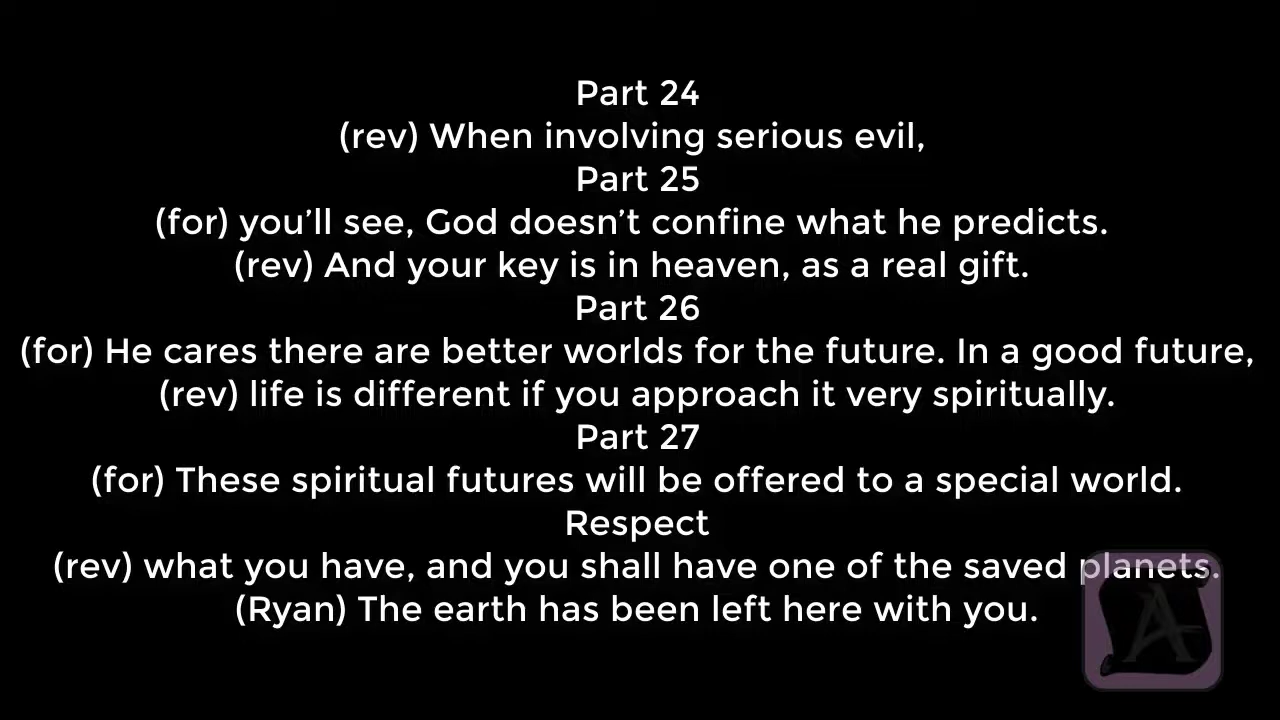 Part 24
(rev) When involving serious evil,
Part 25
(for) you’ll see, God doesn’t confine what he predicts.
(rev) And your key is in heaven, as a real gift.
Part 26
(for) He cares there are better worlds for the future. In a good future,
(rev) life is different if you approach it very spiritually.
Part 27
(for) These spiritual futures will be offered to a special world.
Respect
(rev) what you have, and you shall have one of the saved planets.
(Ryan) The earth has been left here with you.
A